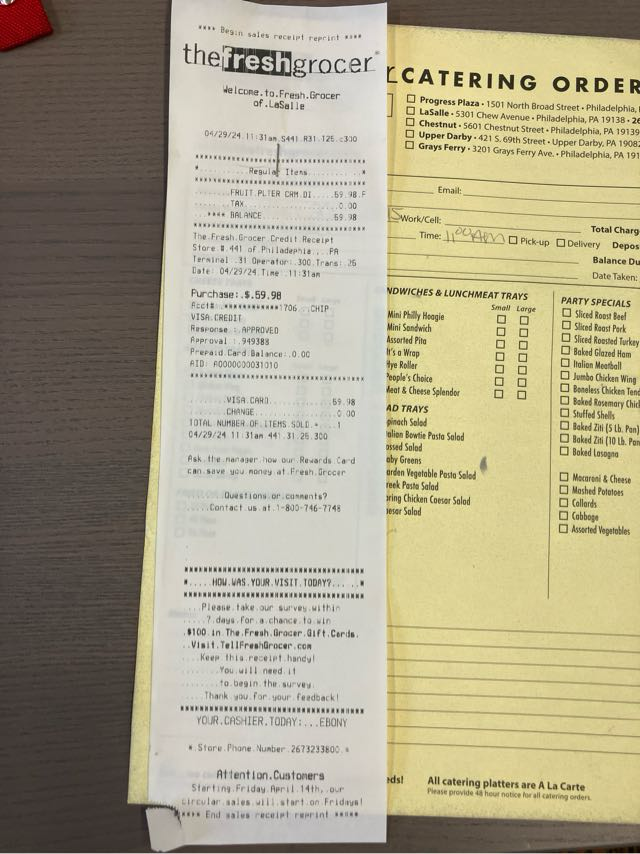 **** Begin sales receipt reprint ****
thefreshgrocer®
Welcome.to.Fresh.Grocer
of.LaSalle
04/29/24 11:31am S441 R31.126.c300
Regular Items
FRUIT.PLTER CRM.DI.....59.98.F
TAX 0.00
**** BALANCE 59.98
The.Fresh.Grocer.Credit Receipt
Store.#.441 of.Philadelphia....PA
Terminal .31 Operator:.300.Trans:.26
Date: 04/29/24.Time:.11:31am
Purchase:.$.59.98
Acct#:.************1706...CHIP
VISA.CREDIT
Response :.APPROVED
Approval :.949388
Prepaid.Card.Balance:.0.00
AID: A0000000031010
VISA.CARD 59.98
CHANGE 0.00
TOTAL NUMBER.OF.ITEMS SOLD.= 1
04/29/24 11:31am 441.31.26.300
Ask.the.manager.how.our.Rewards Card
can.save you money at.Fresh.Grocer
Questions.or.comments?
Contact us.at.1-800-746-7748
HOW.WAS.YOUR.VISIT.TODAY?
Please.take.our.survey.within
7.days.for.a.chance.to.win
.$100.in The.Fresh.Grocer.Gift.Cards.
Visit.TellFreshGrocer.com
Keep this.receipt.handy!
You.will.need.it
to.begin.the.survey.
Thank.you.for.your.feedback!
YOUR.CASHIER.TODAY:...EBONY
*.Store.Phone.Number.2673233800.*
Attention.Customers
Starting.Friday.April.14th,.our
circular.sales.will.start.on.Fridays!
**** End sales receipt reprint ****
CATERING ORDER
Progress Plaza • 1501 North Broad Street • Philadelphia,
LaSalle • 5301 Chew Avenue • Philadelphia, PA 19138 • 26
Chestnut • 5601 Chestnut Street • Philadelphia, PA 19139
Upper Darby • 421 S. 69th Street • Upper Darby, PA 19082
Grays Ferry • 3201 Grays Ferry Ave. • Philadelphia, PA 191
Email:
Work/Cell:
Total Charg
Time: 11:00AM Pick-up Delivery Depos
Balance Du
Date Taken:
NDWICHES & LUNCHMEAT TRAYS
Small Large
Mini Philly Hoagie
Mini Sandwich
Assorted Pita
It's a Wrap
Hye Roller
People's Choice
Meat & Cheese Splendor
AD TRAYS
pinach Salad
talian Bowtie Pasta Salad
ossed Salad
aby Greens
arden Vegetable Pasta Salad
reek Pasta Salad
pring Chicken Caesar Salad
aesar Salad
PARTY SPECIALS
Sliced Roast Beef
Sliced Roast Pork
Sliced Roasted Turkey
Baked Glazed Ham
Italian Meatball
Jumbo Chicken Wing
Boneless Chicken Tend
Baked Rosemary Chick
Stuffed Shells
Baked Ziti (5 Lb. Pan)
Baked Ziti (10 Lb. Pan
Baked Lasagna
Macaroni & Cheese
Mashed Potatoes
Collards
Cabbage
Assorted Vegetables
eds!
All catering platters are A La Carte
Please provide 48 hour notice for all catering orders.